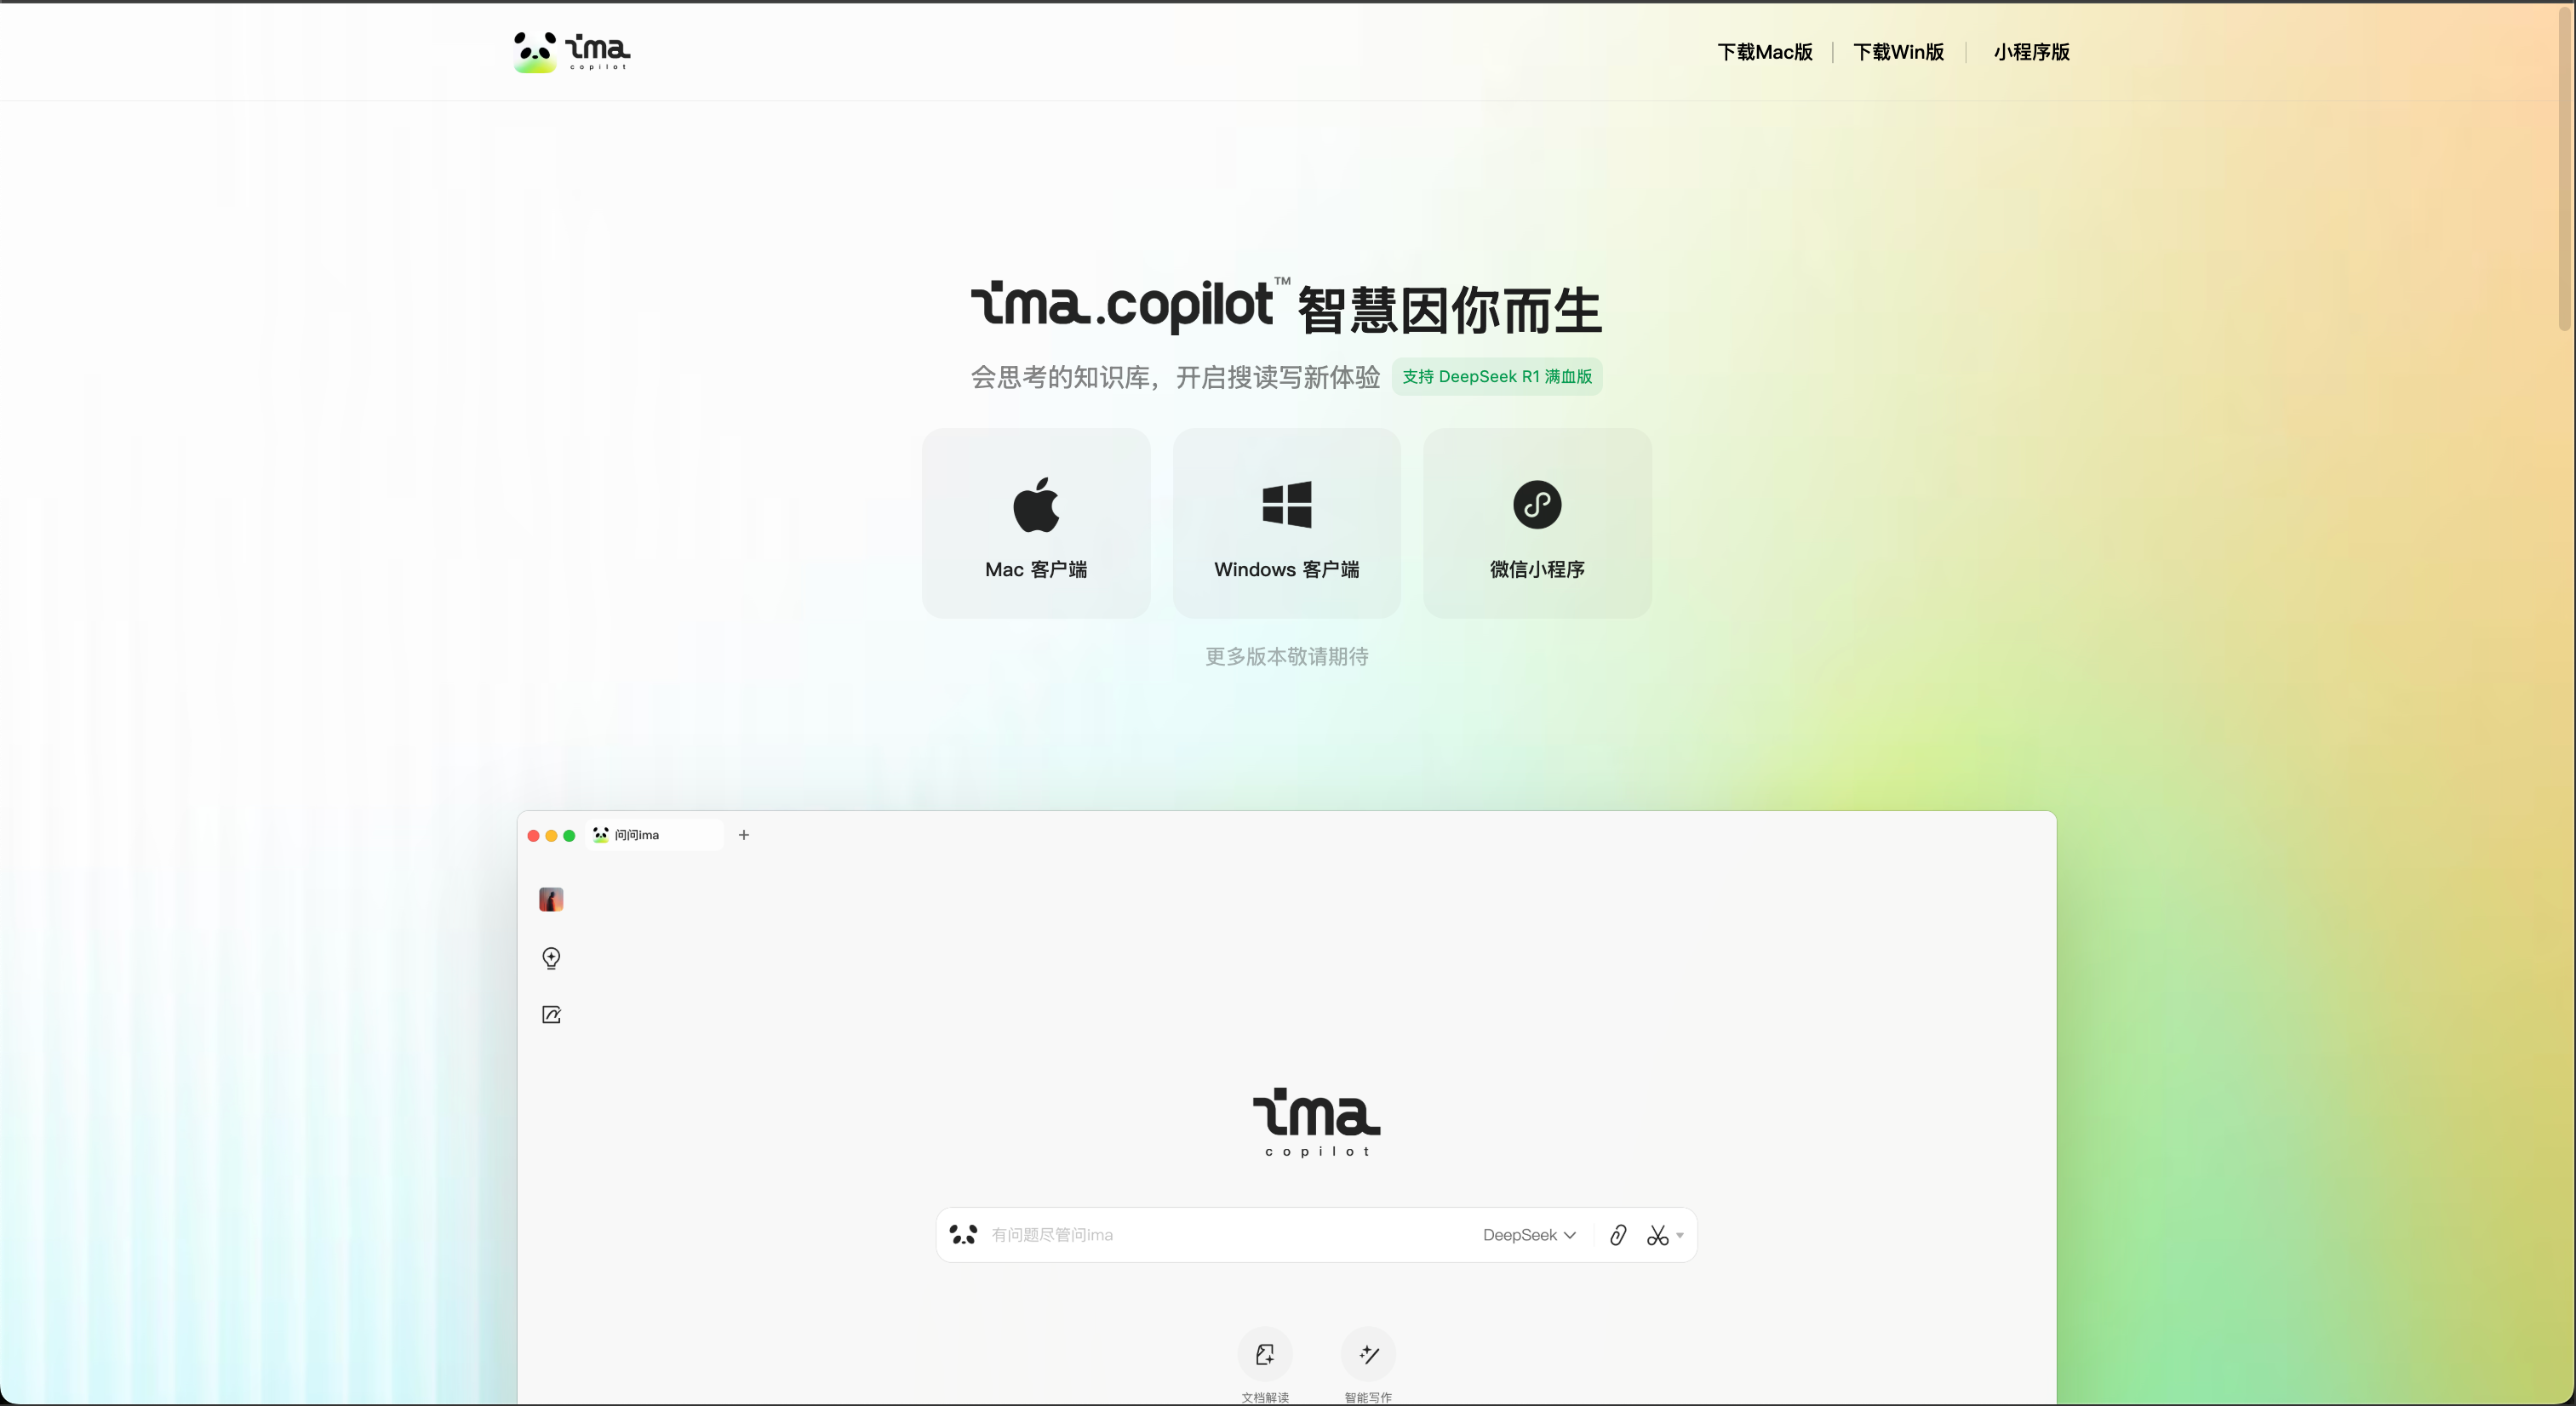 ima
copilot
下载Mac版 | 下载Win版 | 小程序版
ima.copilot™ 智慧因你而生
会思考的知识库，开启搜读写新体验 支持 DeepSeek R1 满血版
Mac 客户端
Windows 客户端
微信小程序
更多版本敬请期待
问问ima
ima
copilot
有问题尽管问ima
DeepSeek
文档解读
智能写作